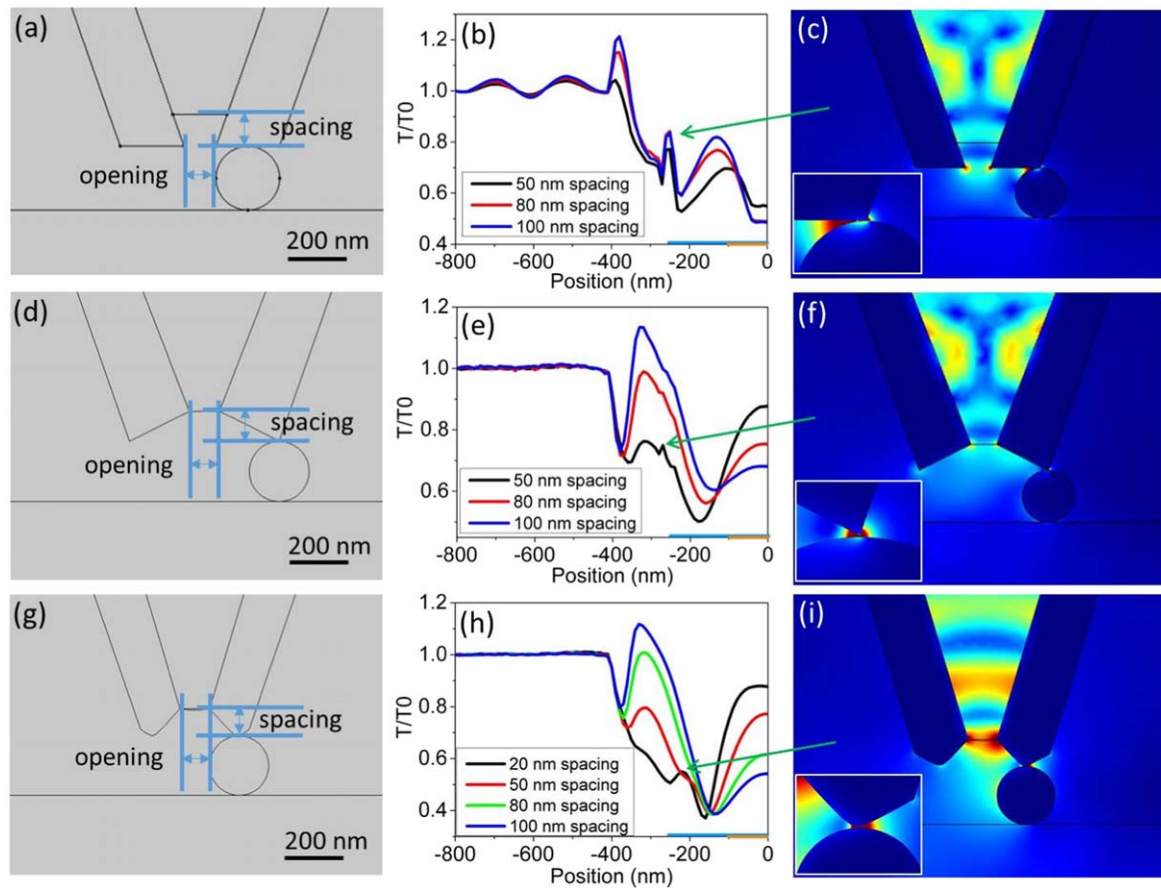 (a)
spacing
opening
200 nm
(b)
1.2
1.0
0.8
0.6
0.4
T/T0
50 nm spacing
80 nm spacing
100 nm spacing
-800 -600 -400 -200 0
Position (nm)
(c)
(d)
spacing
opening
200 nm
(e)
1.2
1.0
0.8
0.6
T/T0
50 nm spacing
80 nm spacing
100 nm spacing
-800 -600 -400 -200 0
Position (nm)
(f)
(g)
spacing
opening
200 nm
(h)
1.2
1.0
0.8
0.6
0.4
T/T0
20 nm spacing
50 nm spacing
80 nm spacing
100 nm spacing
-800 -600 -400 -200 0
Position (nm)
(i)